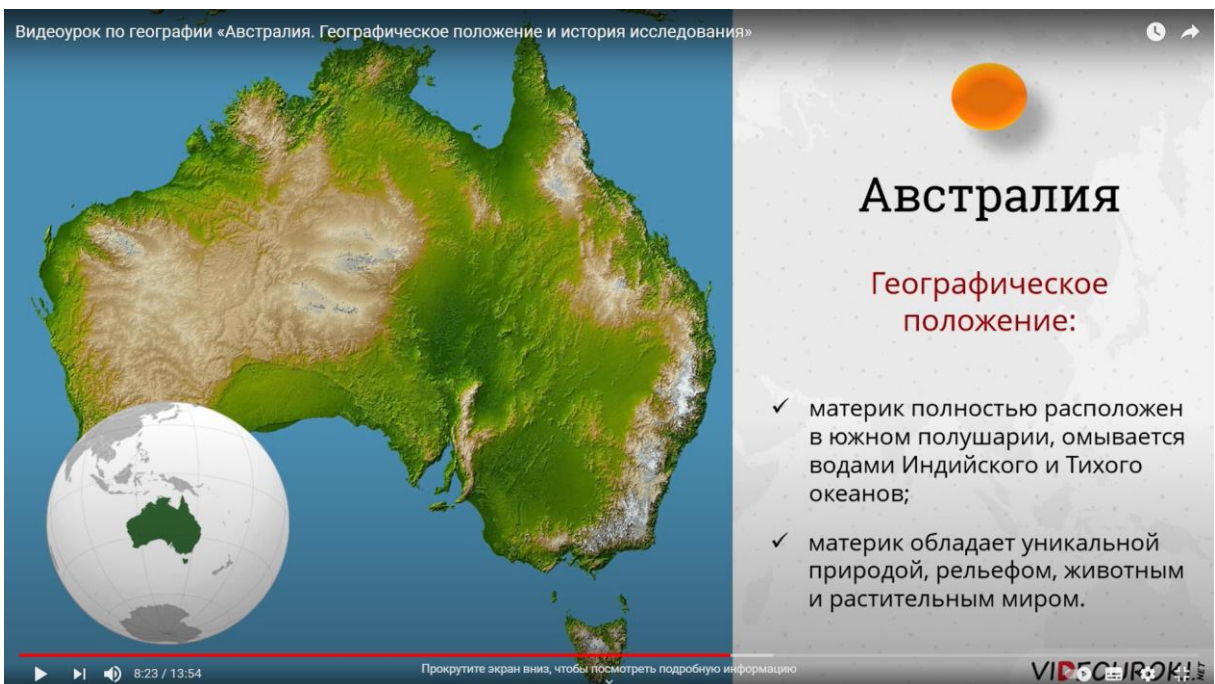 Видеоурок по географии «Австралия. Географическое положение и история исследования»
Австралия
Географическое
положение:
✓ материк полностью расположен
в южном полушарии, омывается
водами Индийского и Тихого
океанов;
✓ материк обладает уникальной
природой, рельефом, животным
и растительным миром.
8:23 / 13:54
Прокрутите экран вниз, чтобы посмотреть подробную информацию